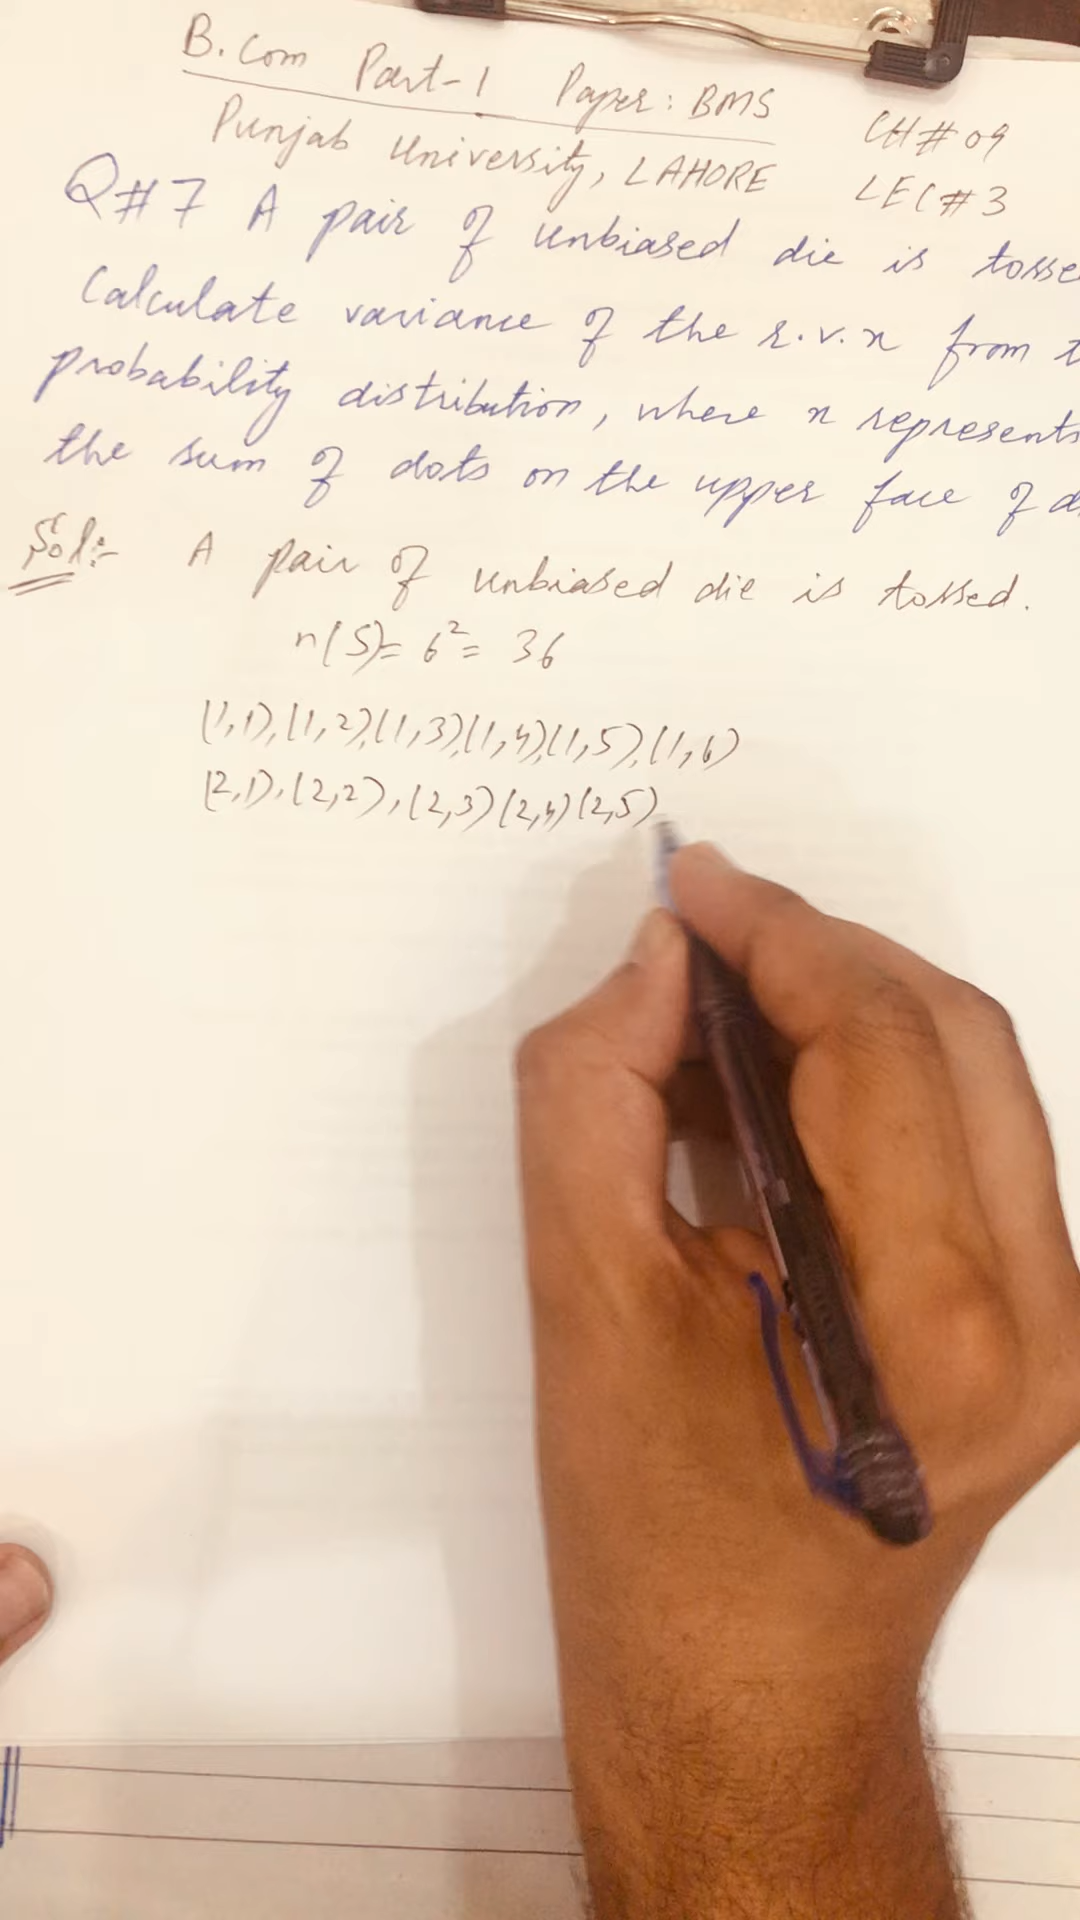 B.Com Part-1 Paper: BMS
CH # 09
Punjab University, LAHORE
LEC # 3
Q#7 A pair of unbiased die is tosse
Calculate variance of the r.v.x from t
probability distribution, where x represents
the sum of dots on the upper face of d
Sol:- A pair of unbiased die is tossed.
n(S)= 6²= 36
(1,1),(1,2),(1,3),(1,4),(1,5),(1,6)
(2,1),(2,2),(2,3)(2,4)(2,5)